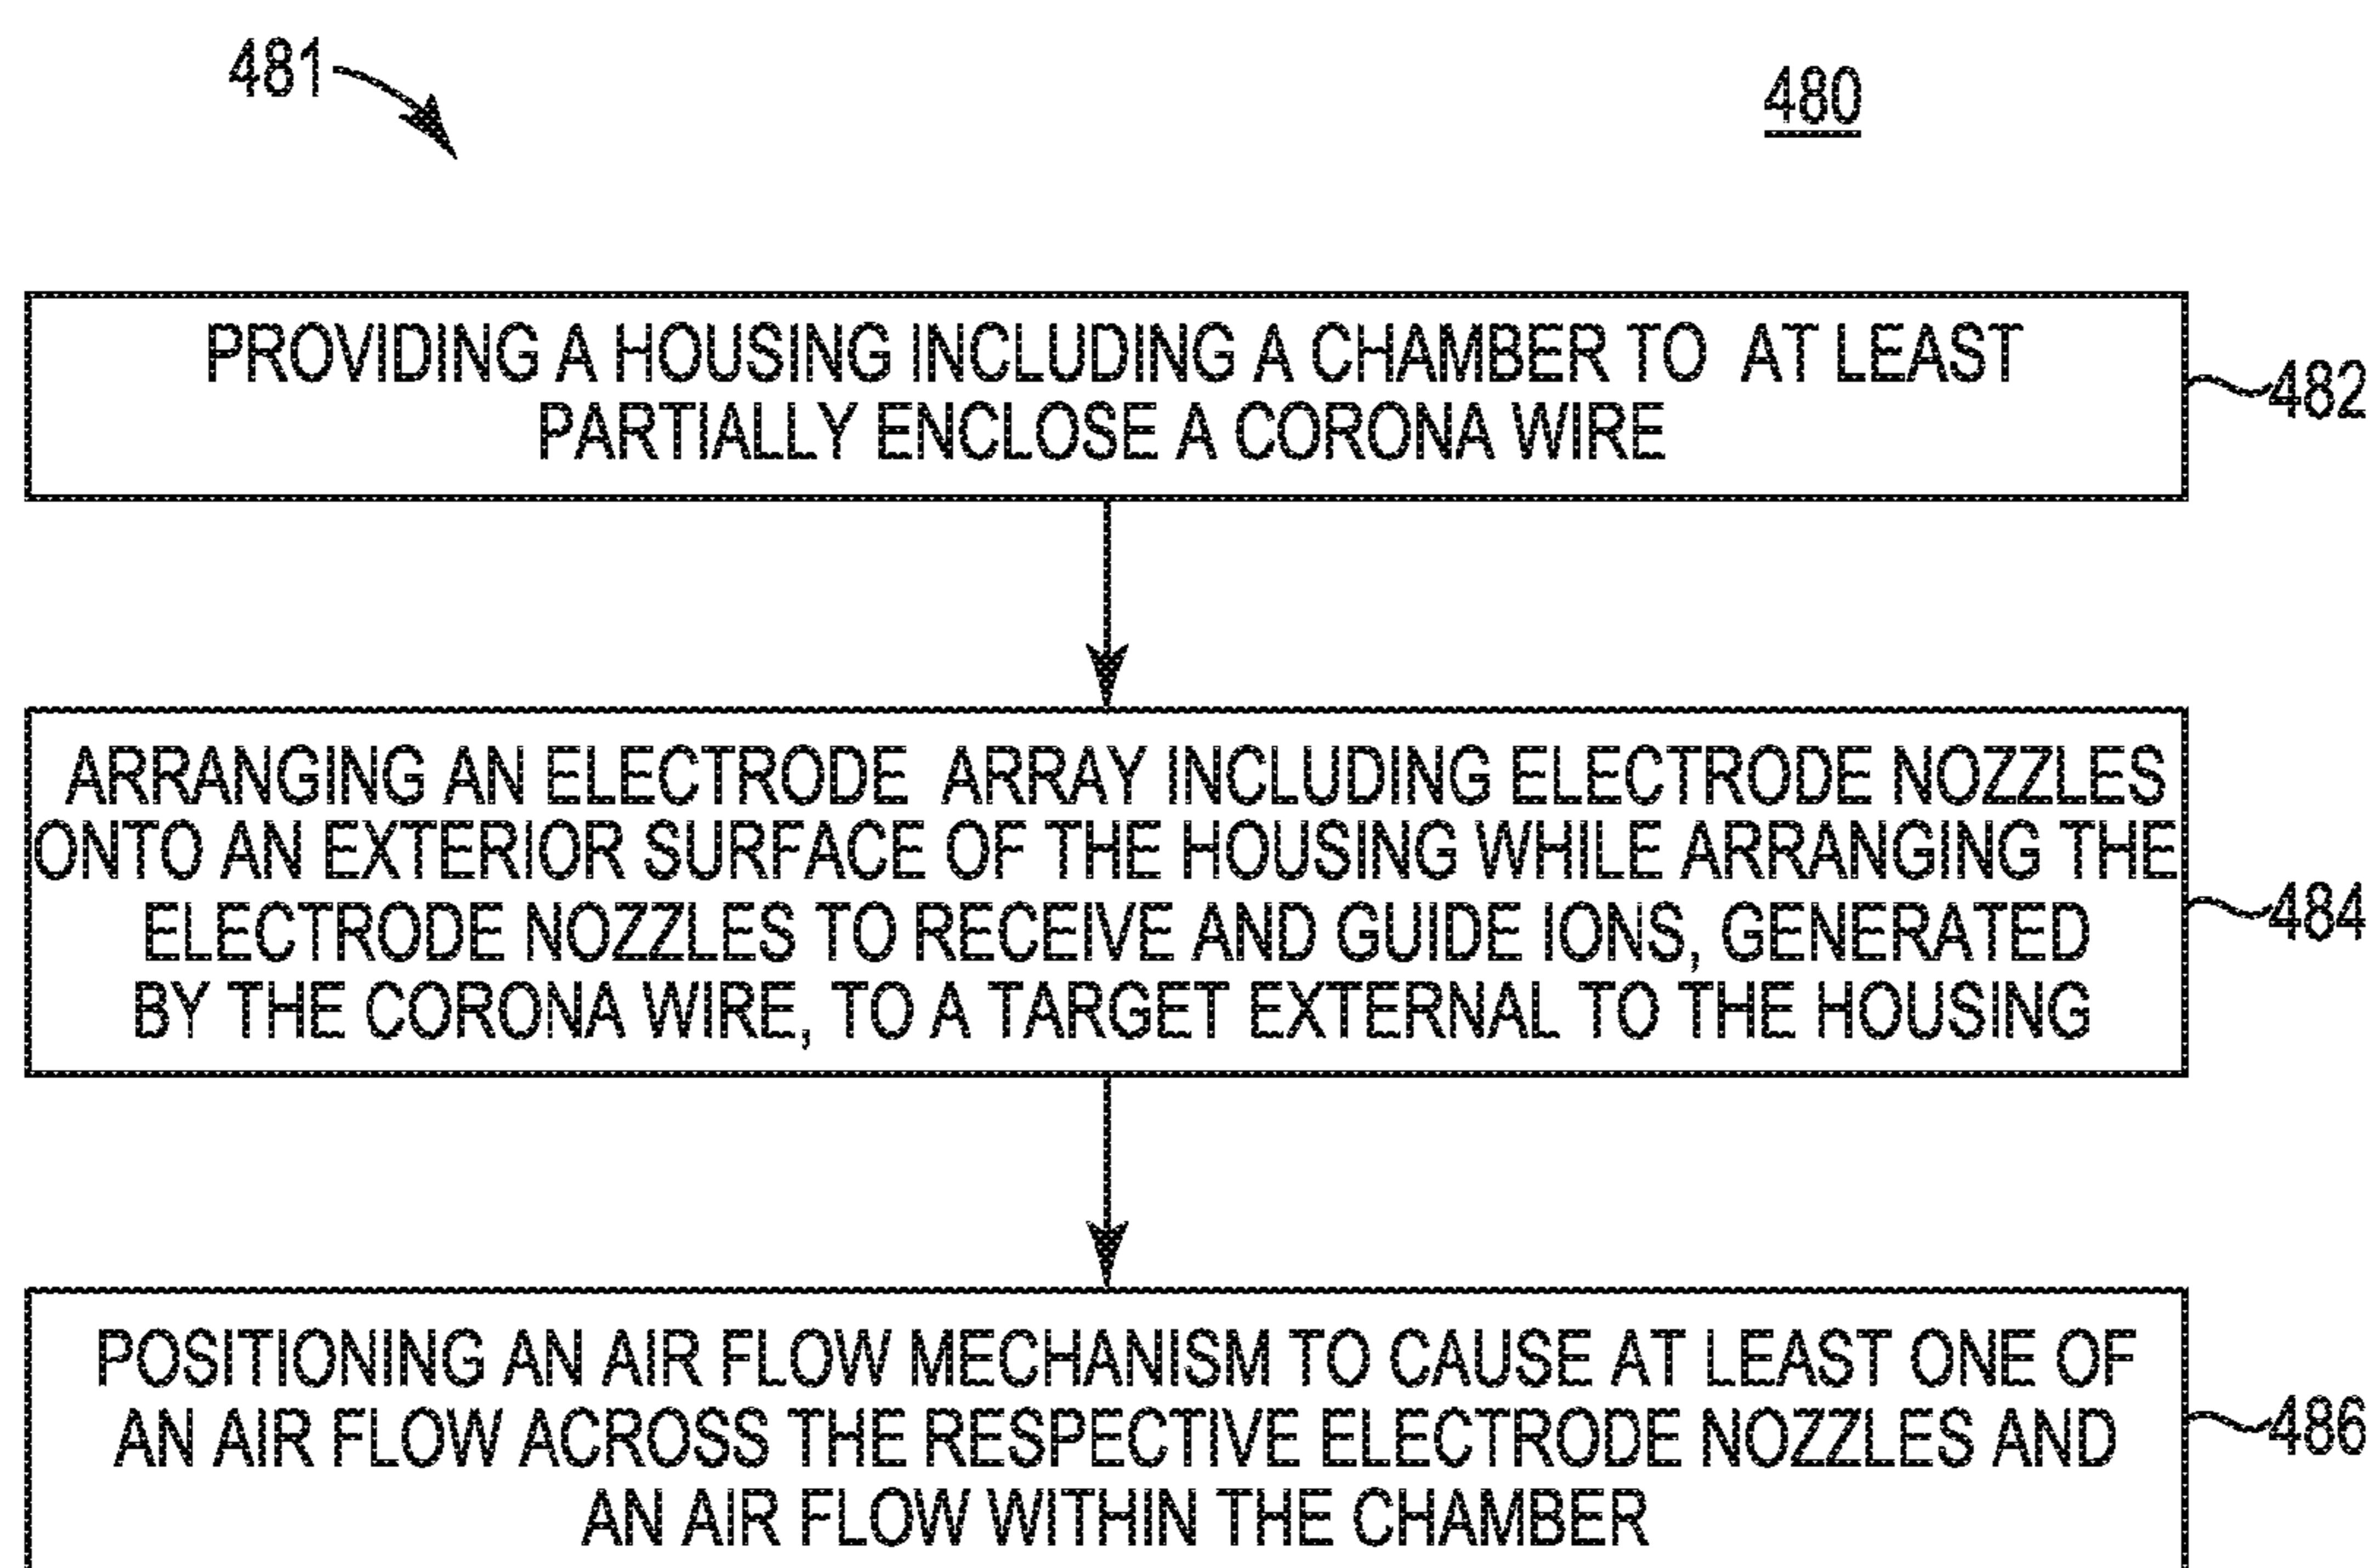 481
480
PROVIDING A HOUSING INCLUDING A CHAMBER TO AT LEAST
PARTIALLY ENCLOSE A CORONA WIRE
482
ARRANGING AN ELECTRODE ARRAY INCLUDING ELECTRODE NOZZLES
ONTO AN EXTERIOR SURFACE OF THE HOUSING WHILE ARRANGING THE
ELECTRODE NOZZLES TO RECEIVE AND GUIDE IONS, GENERATED
BY THE CORONA WIRE, TO A TARGET EXTERNAL TO THE HOUSING
484
POSITIONING AN AIR FLOW MECHANISM TO CAUSE AT LEAST ONE OF
AN AIR FLOW ACROSS THE RESPECTIVE ELECTRODE NOZZLES AND
AN AIR FLOW WITHIN THE CHAMBER
486